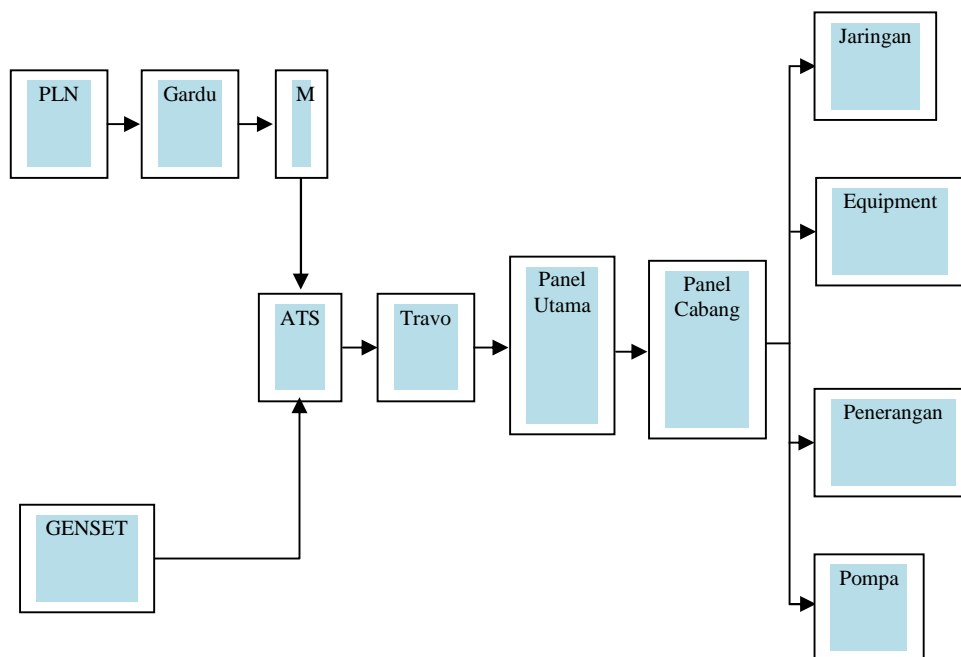 Jaringan
PLN
Gardu
M
Equipment
ATS
Travo
Panel
Utama
Panel
Cabang
Penerangan
GENSET
Pompa